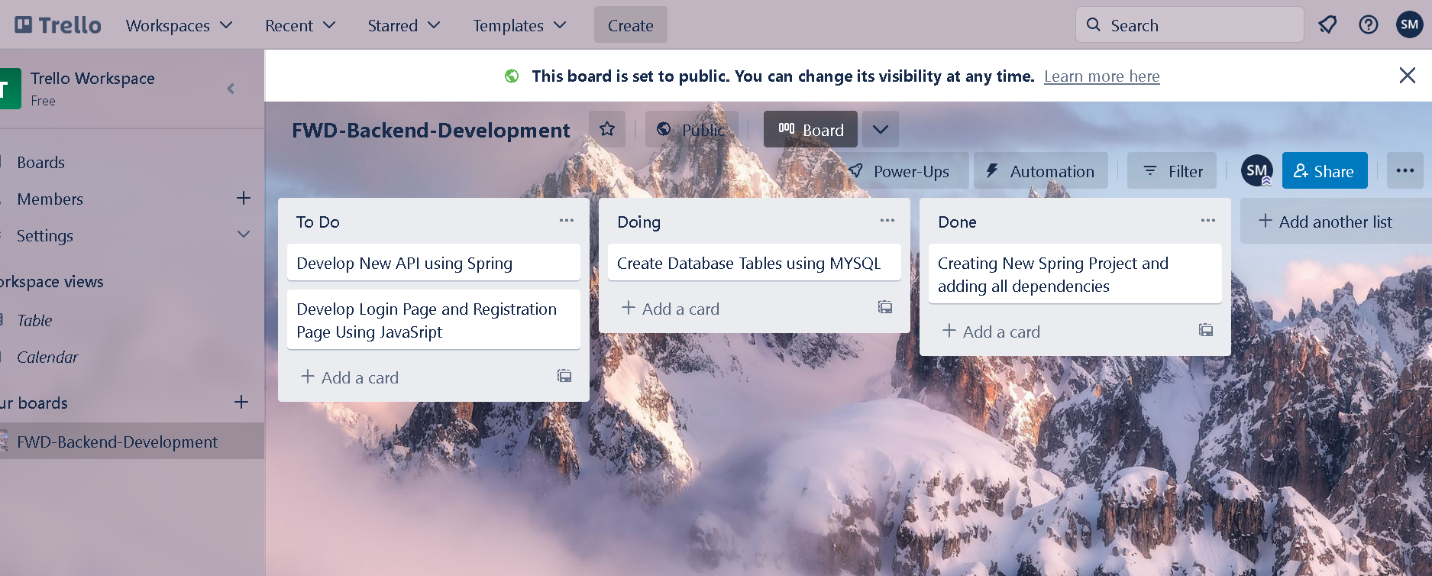 Trello Workspaces Recent Starred Templates Create Search SM
Trello Workspace
Free
Boards
Members
Settings
orkspace views
Table
Calendar
ur boards
FWD-Backend-Development
This board is set to public. You can change its visibility at any time. Learn more here
FWD-Backend-Development Public Board
Power-Ups Automation Filter SM Share
To Do
Develop New API using Spring
Develop Login Page and Registration
Page Using JavaSript
+ Add a card
Doing
Create Database Tables using MYSQL
+ Add a card
Done
Creating New Spring Project and
adding all dependencies
+ Add a card
+ Add another list